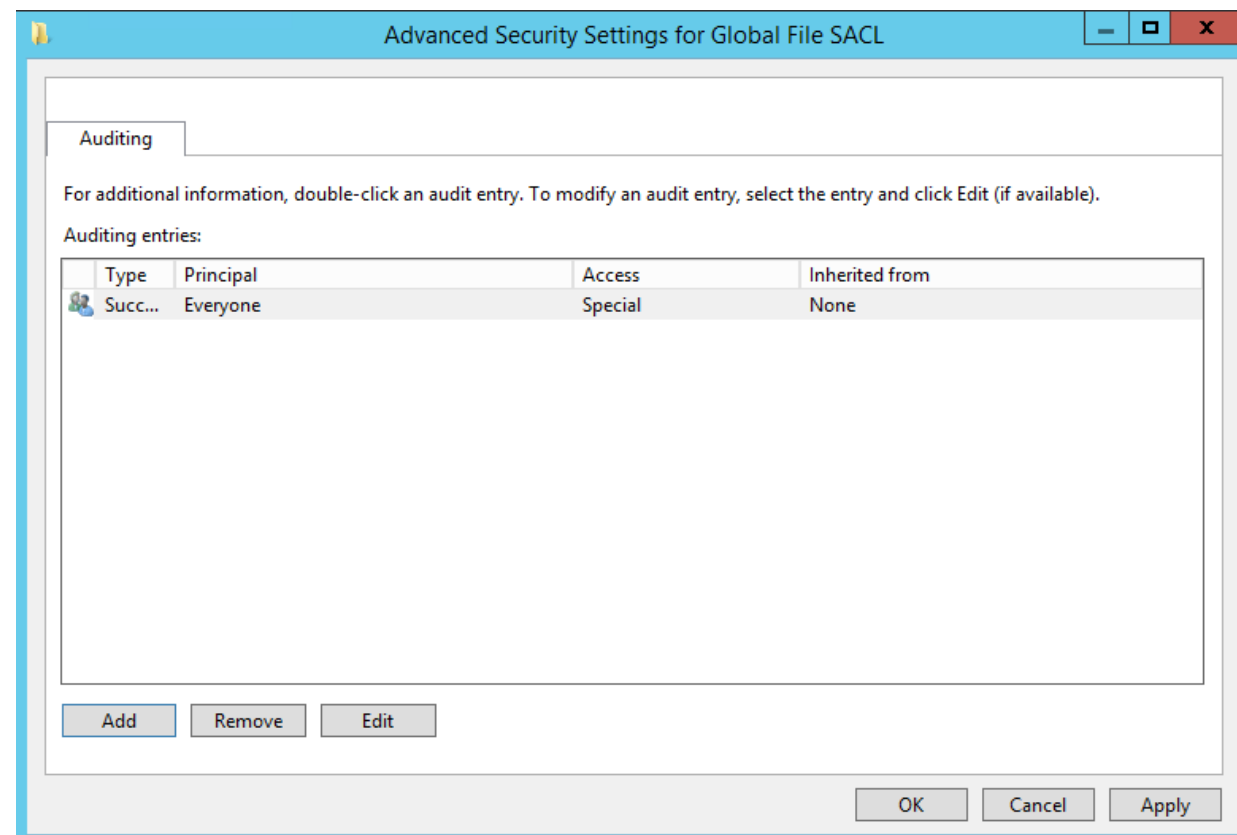 Advanced Security Settings for Global File SACL
X
Auditing
For additional information, double-click an audit entry. To modify an audit entry, select the entry and click Edit (if available).
Auditing entries:
Type Principal Access Inherited from
Succ... Everyone Special None
Add Remove Edit
OK Cancel Apply